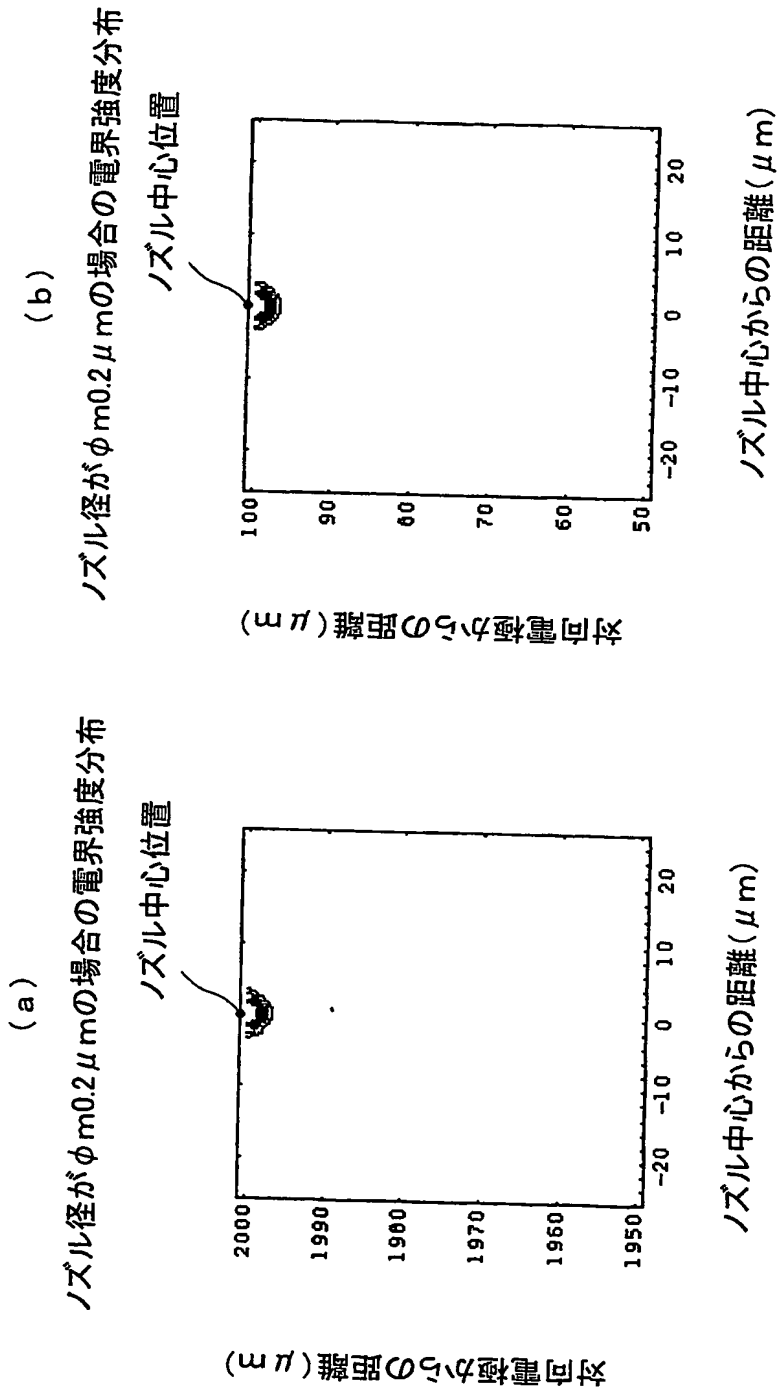 (a)
ノズル径がφm0.2μmの場合の電界強度分布
ノズル中心位置
対向電極からの距離(μm)
2000
1990
1980
1970
1960
1950
-20
-10
0
10
20
ノズル中心からの距離(μm)
(b)
ノズル径がφm0.2μmの場合の電界強度分布
ノズル中心位置
対向電極からの距離(μm)
100
90
80
70
60
50
-20
-10
0
10
20
ノズル中心からの距離(μm)